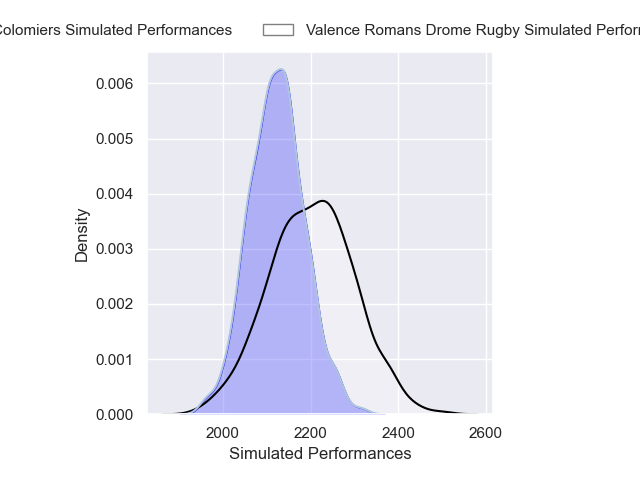 Colomiers Simulated Performances
Valence Romans Drome Rugby Simulated
0.006
0.005
0.004
0.003
0.002
0.001
0.000
Density
2000 2200 2400 2600
Simulated Performances